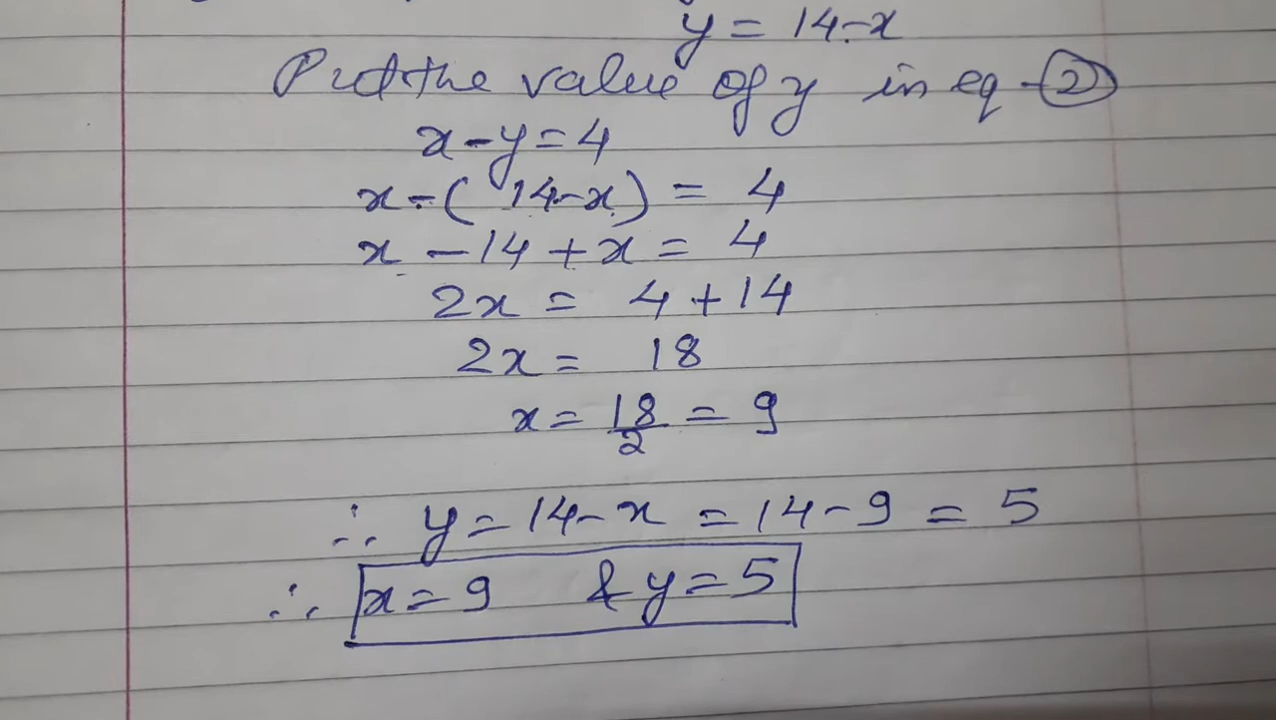 y = 14-x
Put the value of y in eq-②
x-y=4
x-(14-x) = 4
x-14+x = 4
2x = 4+14
2x = 18
x = 18/2 = 9
∴ y=14-x = 14-9 = 5
∴ x=9 & y=5